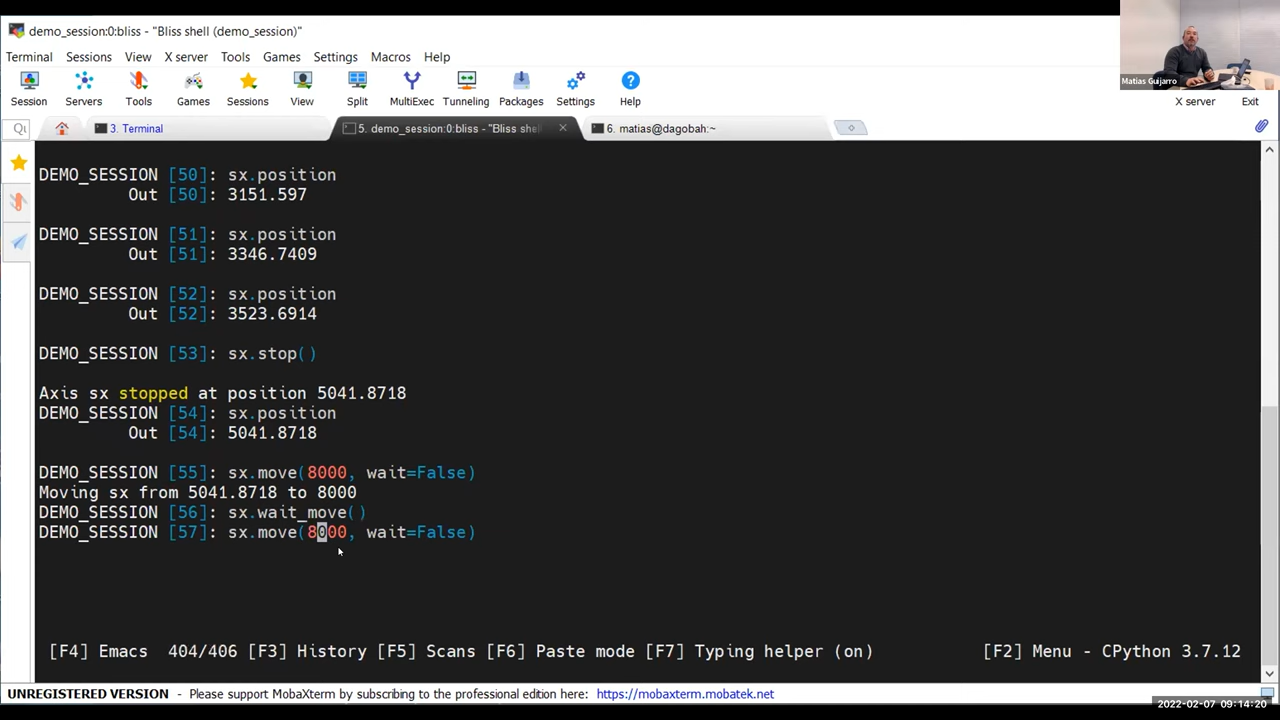 demo_session:0:bliss - "Bliss shell (demo_session)"
Terminal Sessions View X server Tools Games Settings Macros Help
Session Servers Tools Games Sessions View Split MultiExec Tunneling Packages Settings Help
Matias Guijarro
X server Exit
Qu
3. Terminal
5. demo_session:0:bliss - "Bliss shell
6. matias@dagobah:~
DEMO_SESSION [50]: sx.position
Out [50]: 3151.597
DEMO_SESSION [51]: sx.position
Out [51]: 3346.7409
DEMO_SESSION [52]: sx.position
Out [52]: 3523.6914
DEMO_SESSION [53]: sx.stop()
Axis sx stopped at position 5041.8718
DEMO_SESSION [54]: sx.position
Out [54]: 5041.8718
DEMO_SESSION [55]: sx.move(8000, wait=False)
Moving sx from 5041.8718 to 8000
DEMO_SESSION [56]: sx.wait_move()
DEMO_SESSION [57]: sx.move(8000, wait=False)
[F4] Emacs 404/406 [F3] History [F5] Scans [F6] Paste mode [F7] Typing helper (on) [F2] Menu - CPython 3.7.12
UNREGISTERED VERSION - Please support MobaXterm by subscribing to the professional edition here: https://mobaxterm.mobatek.net
2022-02-07 09:14:20